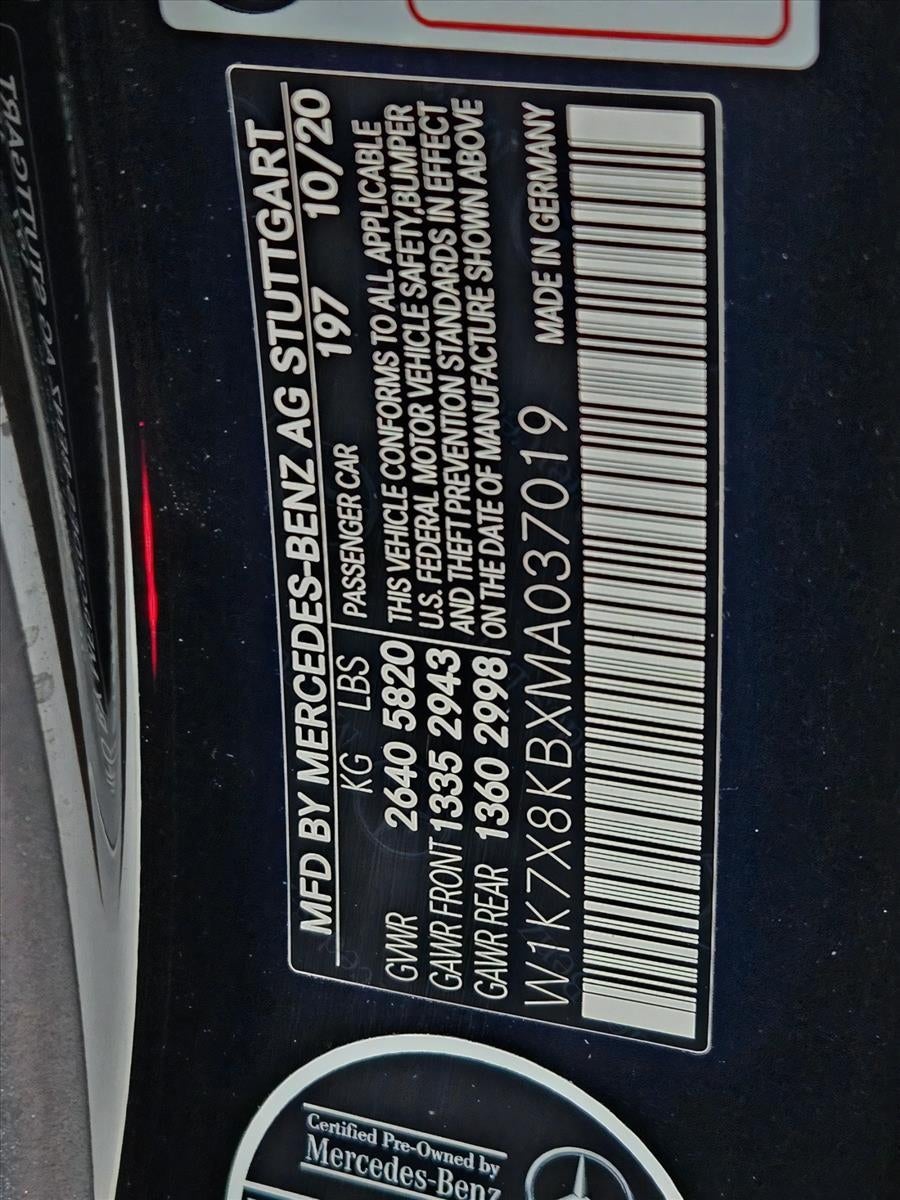 MFD BY MERCEDES-BENZ AG STUTTGART
197 10/20
KG LBS PASSENGER CAR
GVWR 2640 5820 THIS VEHICLE CONFORMS TO ALL APPLICABLE
GAWR FRONT 1335 2943 U.S. FEDERAL MOTOR VEHICLE SAFETY,BUMPER
GAWR REAR 1360 2998 AND THEFT PREVENTION STANDARDS IN EFFECT
ON THE DATE OF MANUFACTURE SHOWN ABOVE
W1K7X8KBXMA037019 MADE IN GERMANY
Certified Pre-Owned by
Mercedes-Benz